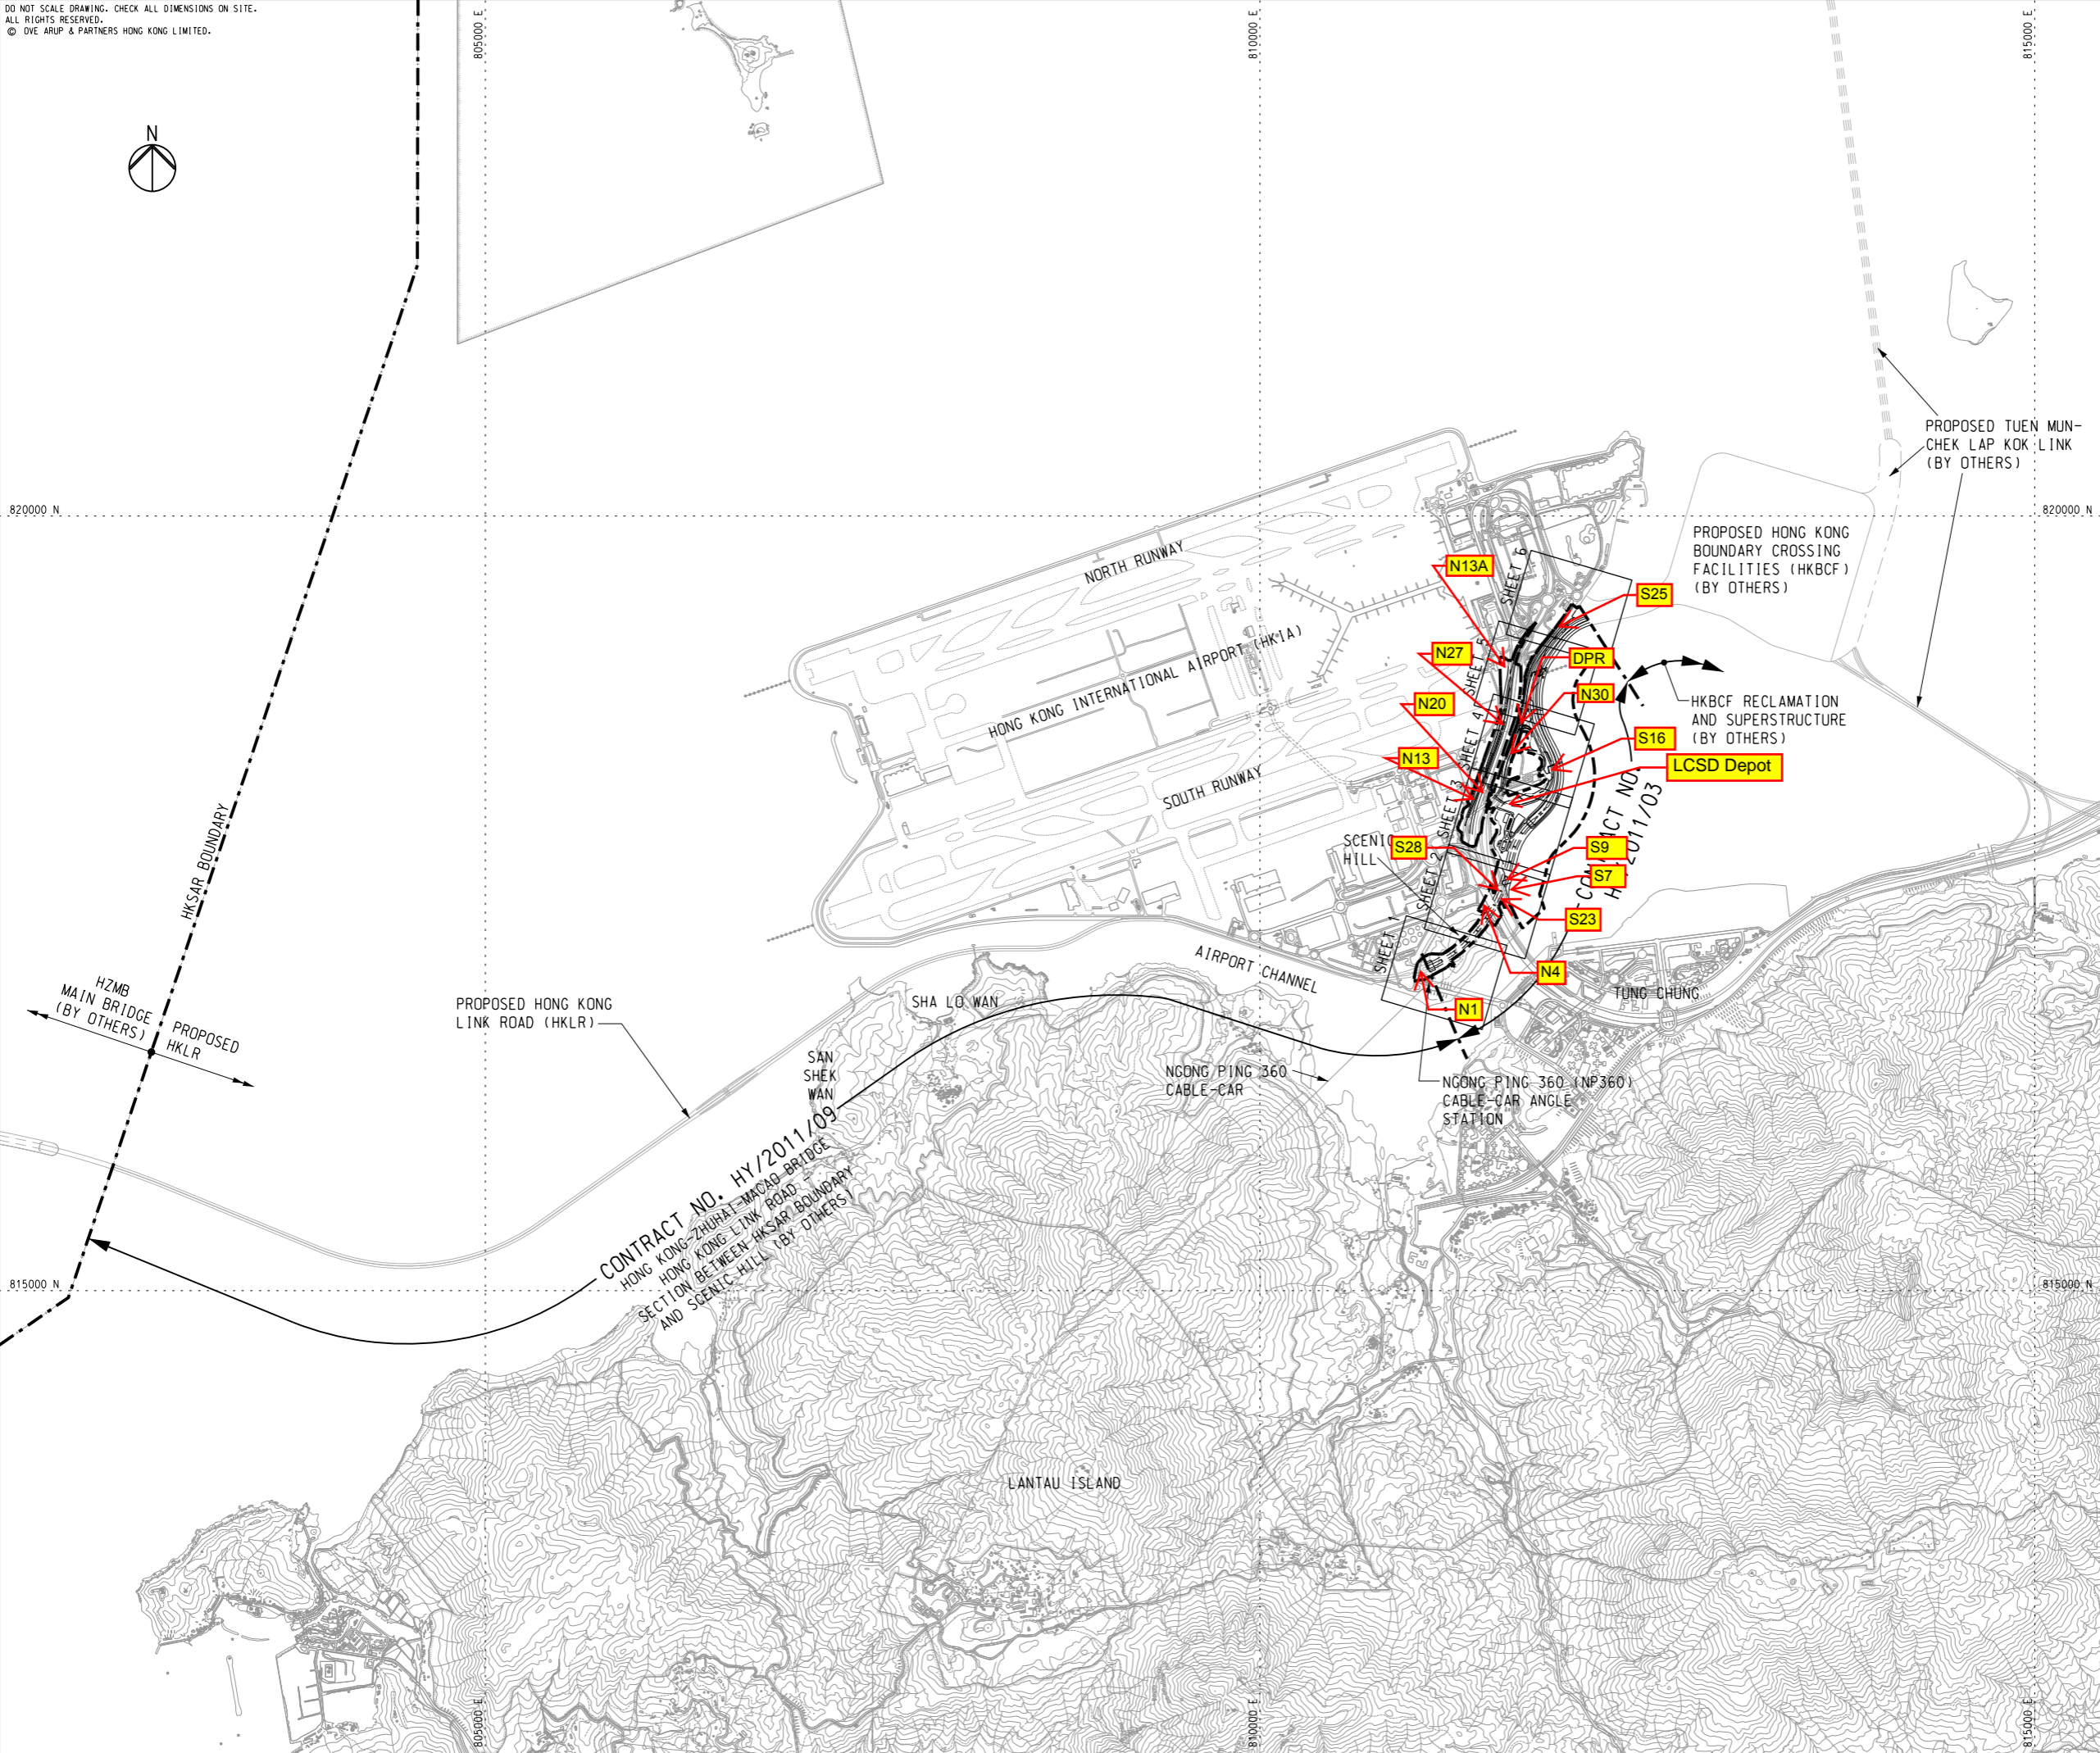 DO NOT SCALE DRAWING. CHECK ALL DIMENSIONS ON SITE.
ALL RIGHTS RESERVED.
© OVE ARUP & PARTNERS HONG KONG LIMITED.
805000 E
810000 E
815000 E
N
PROPOSED TUEN MUN-
CHEK LAP KOK LINK
(BY OTHERS)
820000 N
820000 N
PROPOSED HONG KONG
BOUNDARY CROSSING
FACILITIES (HKBCF)
(BY OTHERS)
NORTH RUNWAY
N13A
SHEET 6
S25
HONG KONG INTERNATIONAL AIRPORT (HKIA)
N27
SHEET 5
DPR
N30
N20
SHEET 4
HKBCF RECLAMATION
AND SUPERSTRUCTURE
(BY OTHERS)
S16
N13
LCSD Depot
SOUTH RUNWAY
SHEET 3
CONTRACT NO.
HY/2011/03
SCENIC
HILL
S28
S9
SHEET 2
S7
S23
HKSAR BOUNDARY
SHEET 1
AIRPORT CHANNEL
N4
TUNG CHUNG
N1
SHA LO WAN
HZMB
MAIN BRIDGE
(BY OTHERS)
PROPOSED
HKLR
PROPOSED HONG KONG
LINK ROAD (HKLR)
SAN
SHEK
WAN
NGONG PING 360
CABLE-CAR
NGONG PING 360 (NP360)
CABLE-CAR ANGLE
STATION
CONTRACT NO. HY/2011/09
HONG KONG-ZHUHAI-MACAO BRIDGE
HONG KONG LINK ROAD -
SECTION BETWEEN HKSAR BOUNDARY
AND SCENIC HILL (BY OTHERS)
815000 N
815000 N
LANTAU ISLAND
805000 E
810000 E
815000 E